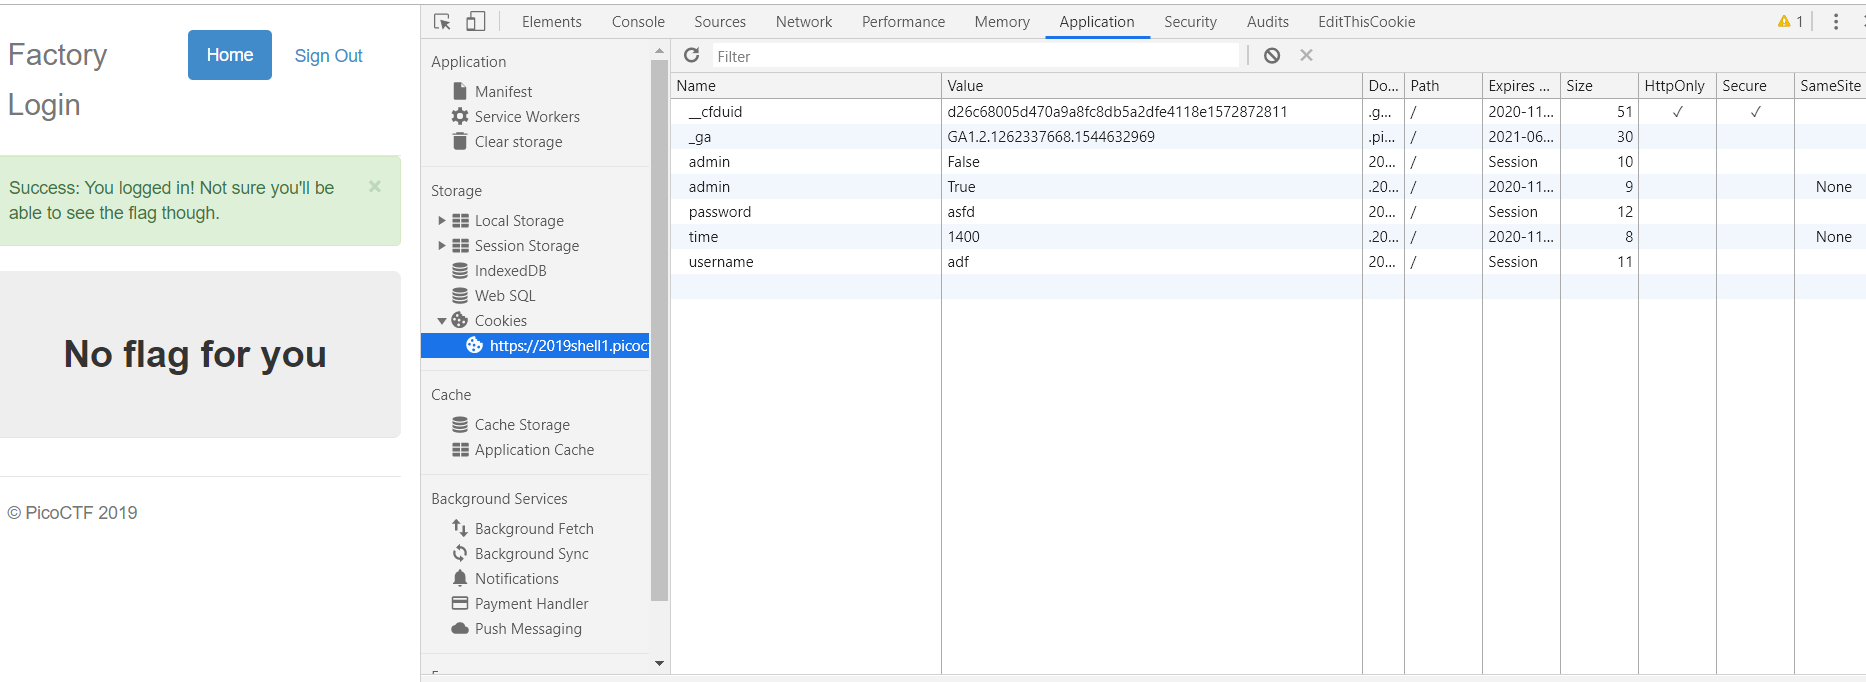 Factory
Login
Home
Sign Out
Success: You logged in! Not sure you'll be
able to see the flag though.
×
No flag for you
© PicoCTF 2019
Elements Console Sources Network Performance Memory Application Security Audits EditThisCookie 1
Application
Manifest
Service Workers
Clear storage
Storage
Local Storage
Session Storage
IndexedDB
Web SQL
Cookies
https://2019shell1.picoc
Cache
Cache Storage
Application Cache
Background Services
Background Fetch
Background Sync
Notifications
Payment Handler
Push Messaging
Filter
Name Value Do... Path Expires ... Size HttpOnly Secure SameSite
__cfduid d26c68005d470a9a8fc8db5a2dfe4118e1572872811 .g... / 2020-11... 51 ✓ ✓
_ga GA1.2.1262337668.1544632969 .pi... / 2021-06... 30
admin False 20... / Session 10
admin True .20... / 2020-11... 9 None
password asfd 20... / Session 12
time 1400 .20... / 2020-11... 8 None
username adf 20... / Session 11